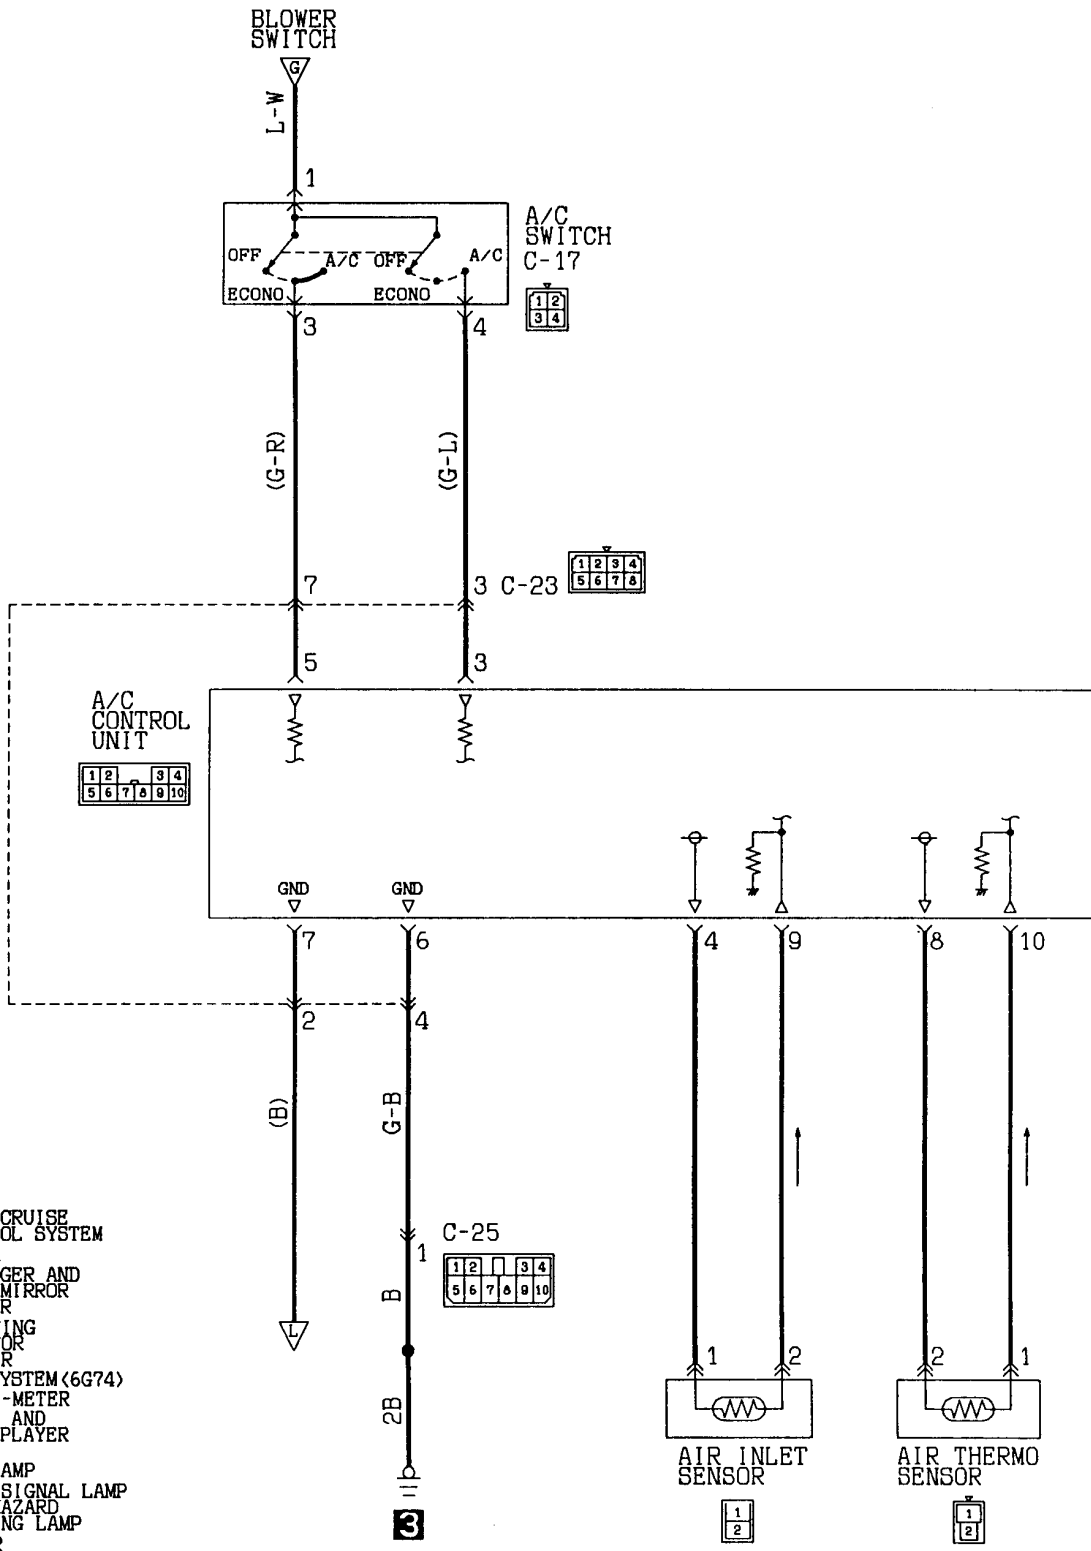 BLOWER
SWITCH
G
L-W
1
A/C
SWITCH
C-17
OFF
A/C
OFF
A/C
ECONO
ECONO
1 2
3 4
3
4
(G-R)
(G-L)
7
3
C-23
1 2 3 4
5 6 7 8
5
3
A/C
CONTROL
UNIT
1 2 3 4
5 6 7 8 9 10
GND
GND
7
6
4
9
8
10
2
4
(B)
G-B
C-25
1
1 2 3 4
5 6 7 8 9 10
B
L
2B
3
1
2
2
1
AIR INLET
SENSOR
1
2
AIR THERMO
SENSOR
1
2
CRUISE
OL SYSTEM
GER AND
MIRROR
R
ING
OR
R
YSTEM(6G74)
-METER
AND
PLAYER
AMP
SIGNAL LAMP
AZARD
NG LAMP